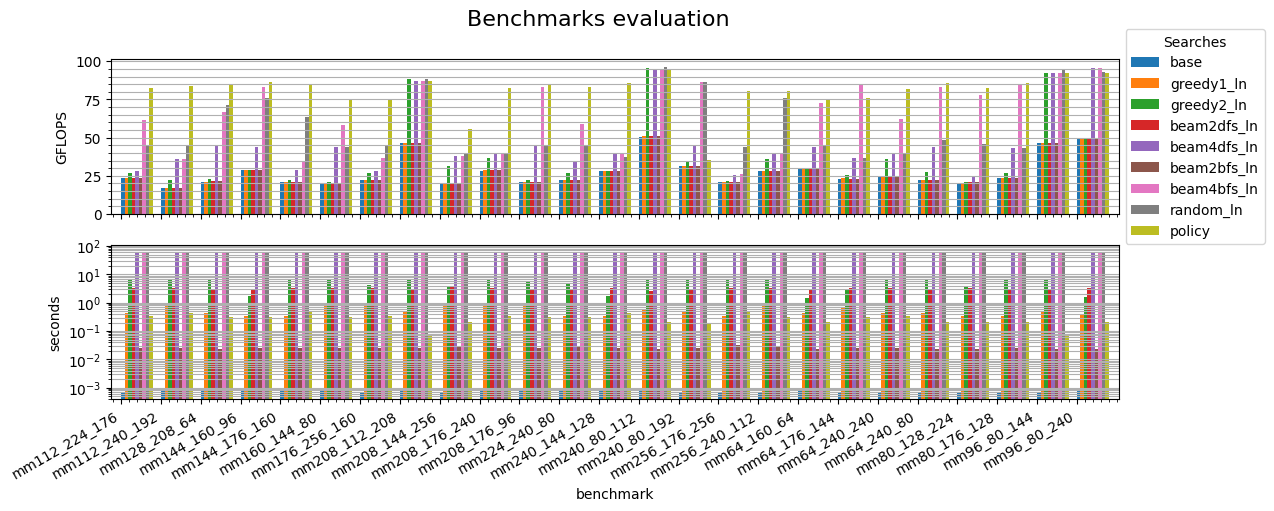 Benchmarks evaluation
Searches
base
greedy1_ln
greedy2_ln
beam2dfs_ln
beam4dfs_ln
beam2bfs_ln
beam4bfs_ln
random_ln
policy
GFLOPS
100
75
50
25
0
seconds
10²
10¹
10⁰
10⁻¹
10⁻²
10⁻³
mm112_224_176
mm112_240_192
mm128_208_64
mm144_160_96
mm144_176_160
mm160_144_80
mm176_256_160
mm208_112_208
mm208_144_256
mm208_176_240
mm208_176_96
mm224_240_80
mm240_144_128
mm240_80_112
mm240_80_192
mm256_176_256
mm256_240_112
mm64_160_64
mm64_176_144
mm64_240_240
mm64_240_80
mm80_128_224
mm80_176_128
mm96_80_144
mm96_80_240
benchmark